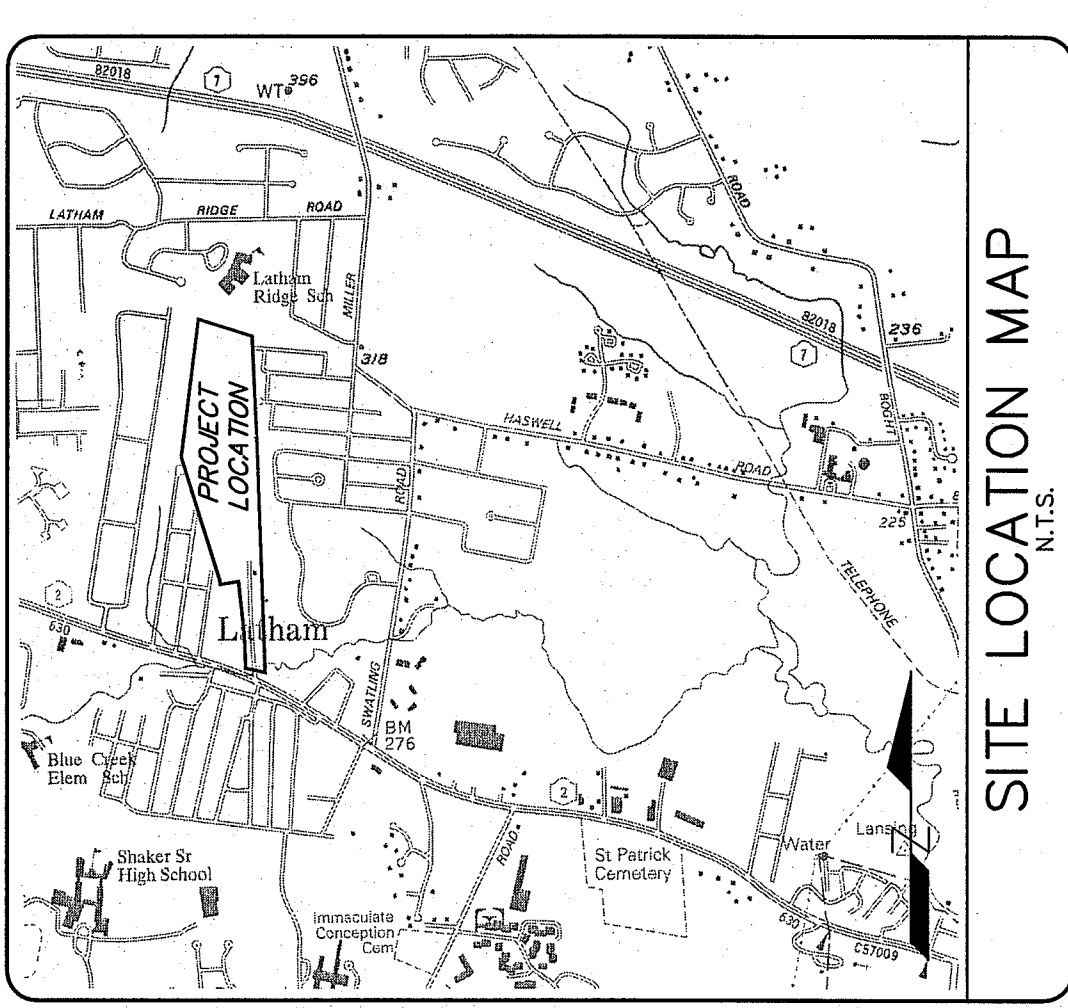 82018
7
WT 396
ROAD
LATHAM RIDGE ROAD
Latham
Ridge Sch
MILLER
318
82018
7
236
BOGHT
PROJECT
LOCATION
HASWELL ROAD
ROAD
225
TELEPHONE
2
630
Latham
SWATLING
BM
276
Blue Creek
Elem Sch
2
ROAD
St Patrick
Cemetery
Water
Lansing
Shaker Sr
High School
Immaculate
Conception
Cem
630
C57009
SITE LOCATION MAP
N.T.S.